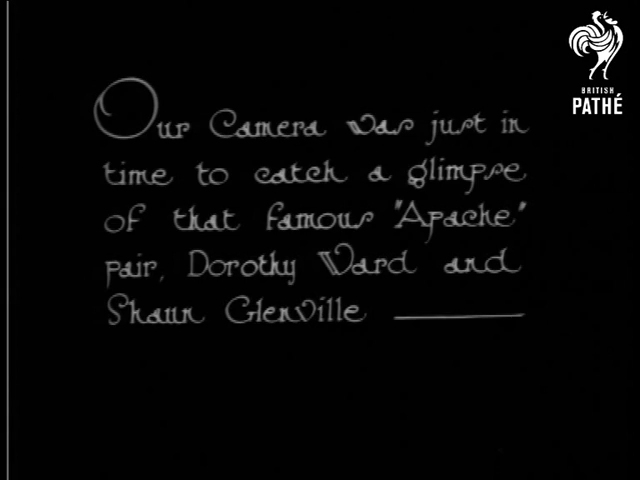 BRITISH
PATHÉ
Our Camera was just in
time to catch a glimpse
of that famous "Apache"
pair, Dorothy Ward and
Shaun Glenville